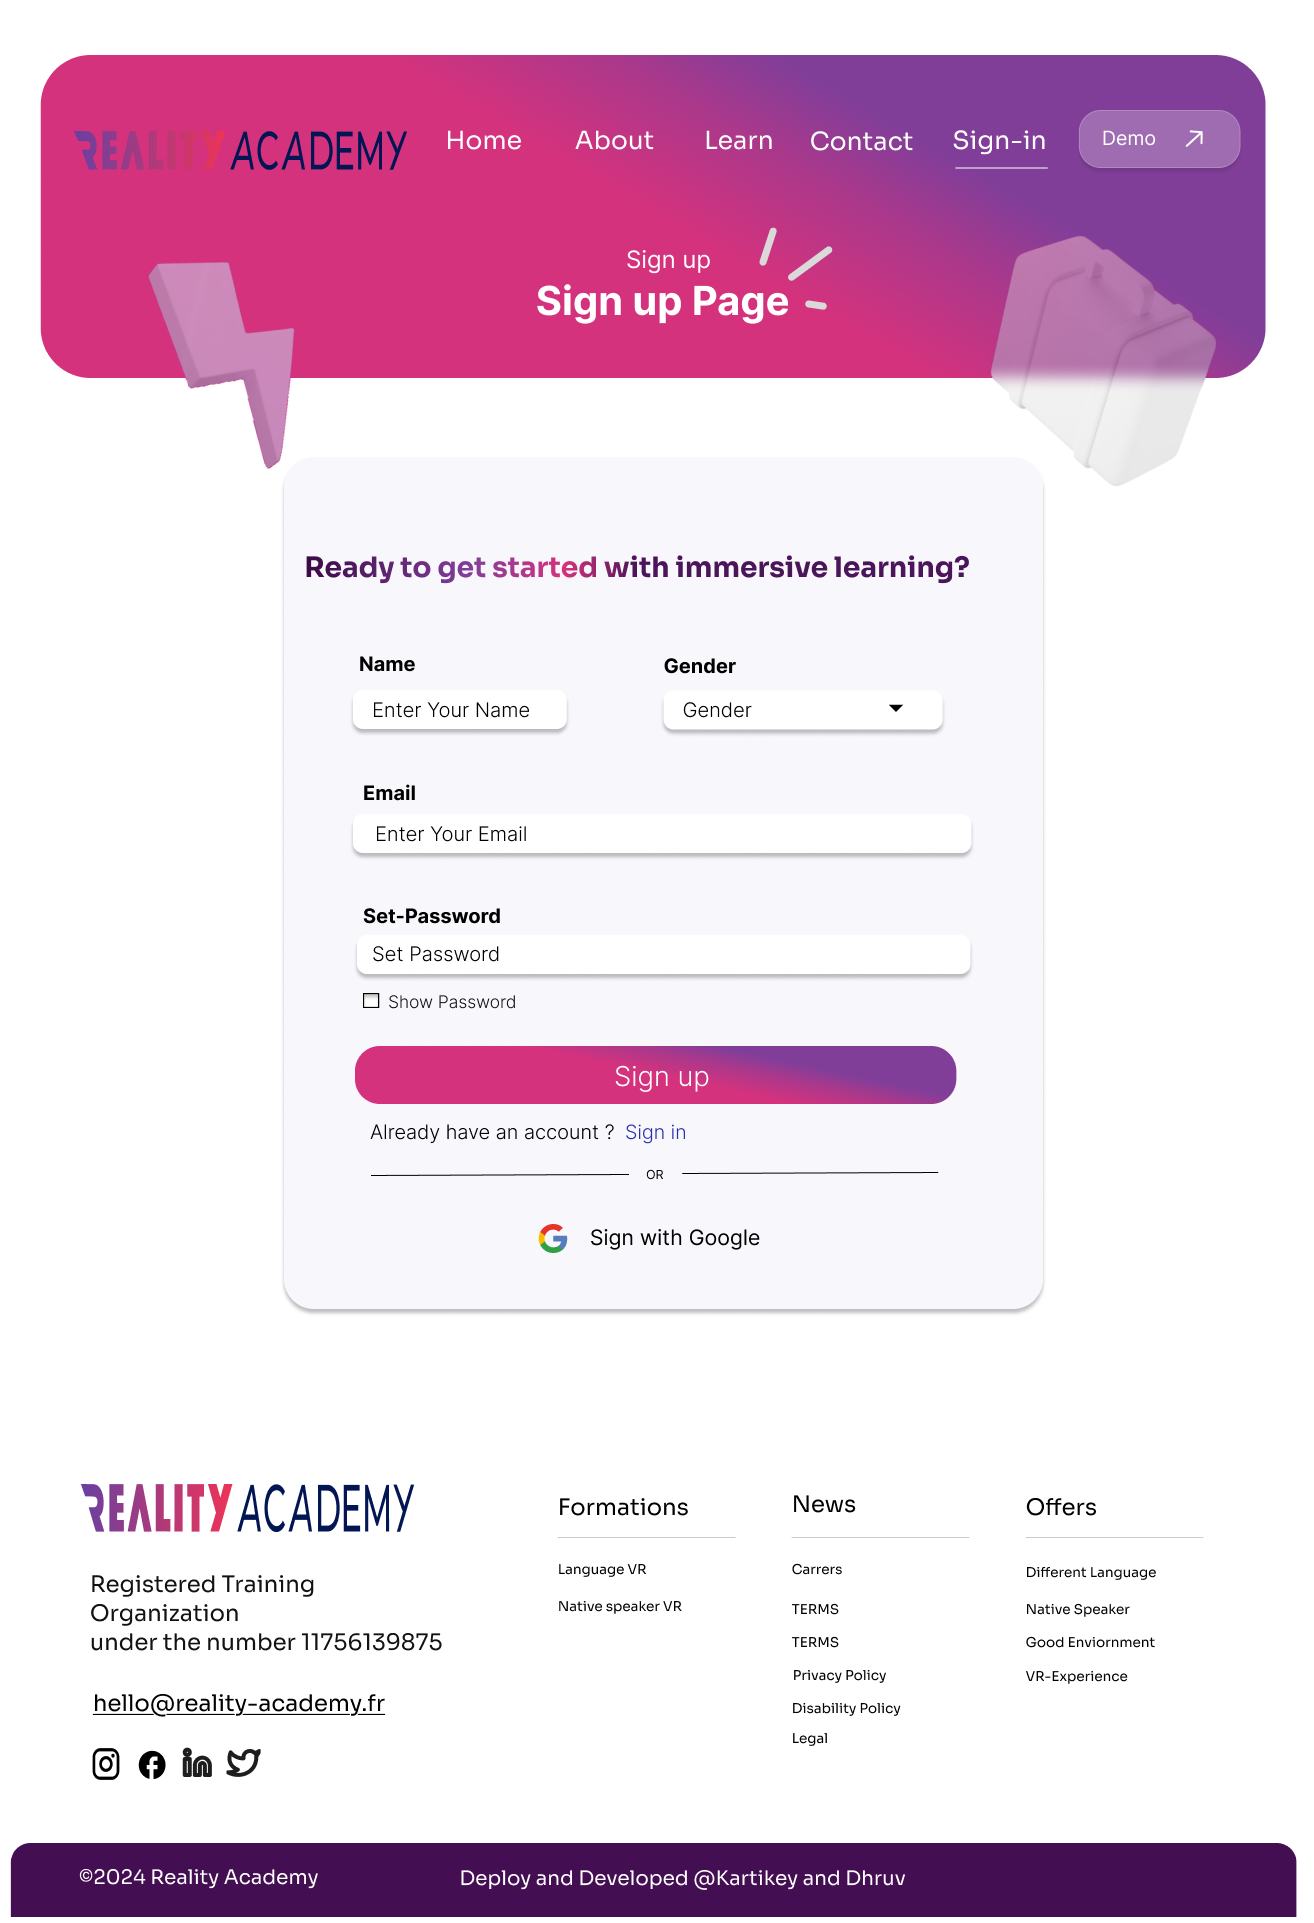 REALITY ACADEMY
Home About Learn Contact Sign-in Demo
Sign up
Sign up Page
Ready to get started with immersive learning?
Name Gender
Enter Your Name Gender
Email
Enter Your Email
Set-Password
Set Password
Show Password
Sign up
Already have an account ? Sign in
OR
Sign with Google
REALITY ACADEMY
Registered Training
Organization
under the number 11756139875
hello@reality-academy.fr
Formations
Language VR
Native speaker VR
News
Carrers
TERMS
TERMS
Privacy Policy
Disability Policy
Legal
Offers
Different Language
Native Speaker
Good Enviornment
VR-Experience
©2024 Reality Academy Deploy and Developed @Kartikey and Dhruv